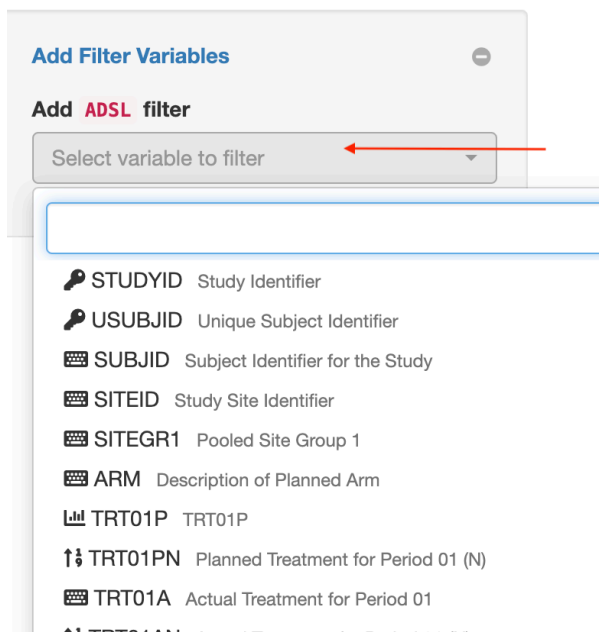 Add Filter Variables
Add ADSL filter
Select variable to filter
STUDYID Study Identifier
USUBJID Unique Subject Identifier
SUBJID Subject Identifier for the Study
SITEID Study Site Identifier
SITEGR1 Pooled Site Group 1
ARM Description of Planned Arm
TRT01P TRT01P
TRT01PN Planned Treatment for Period 01 (N)
TRT01A Actual Treatment for Period 01
TRT01AN